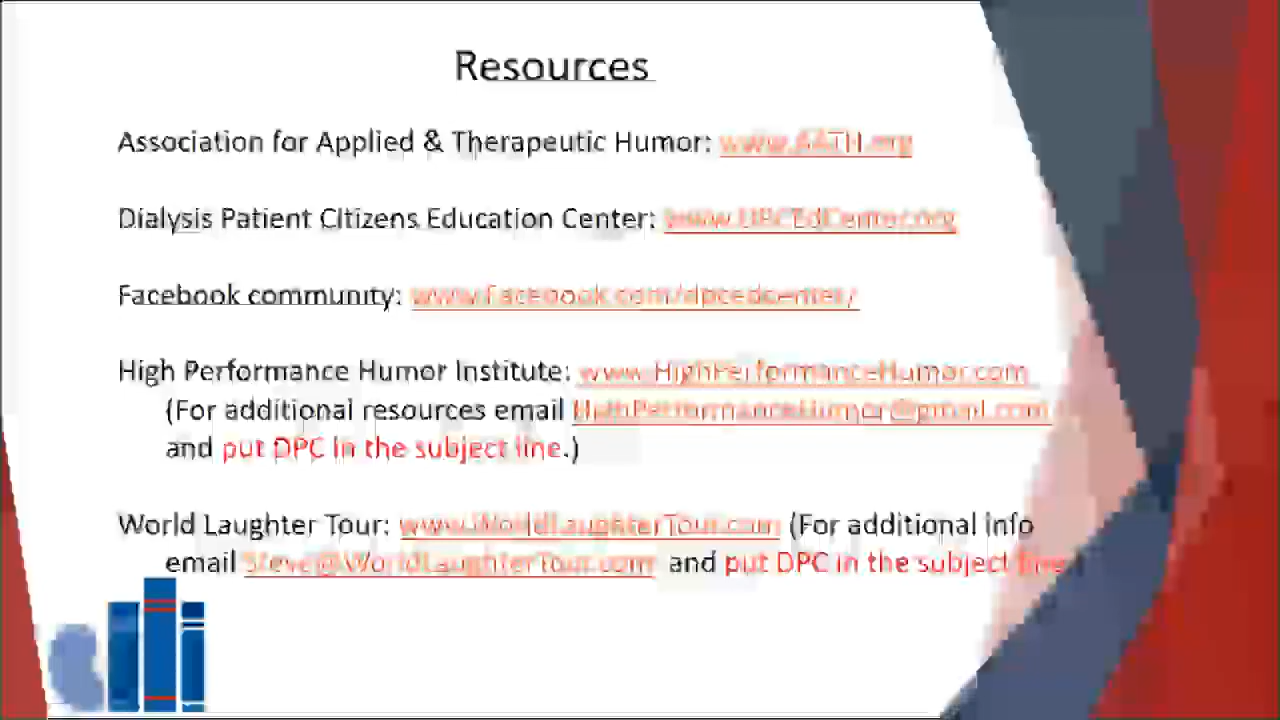 Resources
Association for Applied & Therapeutic Humor: www.AATH.org
Dialysis Patient Citizens Education Center: www.DPCEdCenter.org
Facebook community: www.Facebook.com/dpcedcenter/
High Performance Humor Institute: www.HighPerformanceHumor.com
(For additional resources email HighPerformanceHumor@gmail.com
and put DPC in the subject line.)
World Laughter Tour: www.WorldLaughterTour.com (For additional info
email Steve@WorldLaughterTour.com and put DPC in the subject line.)